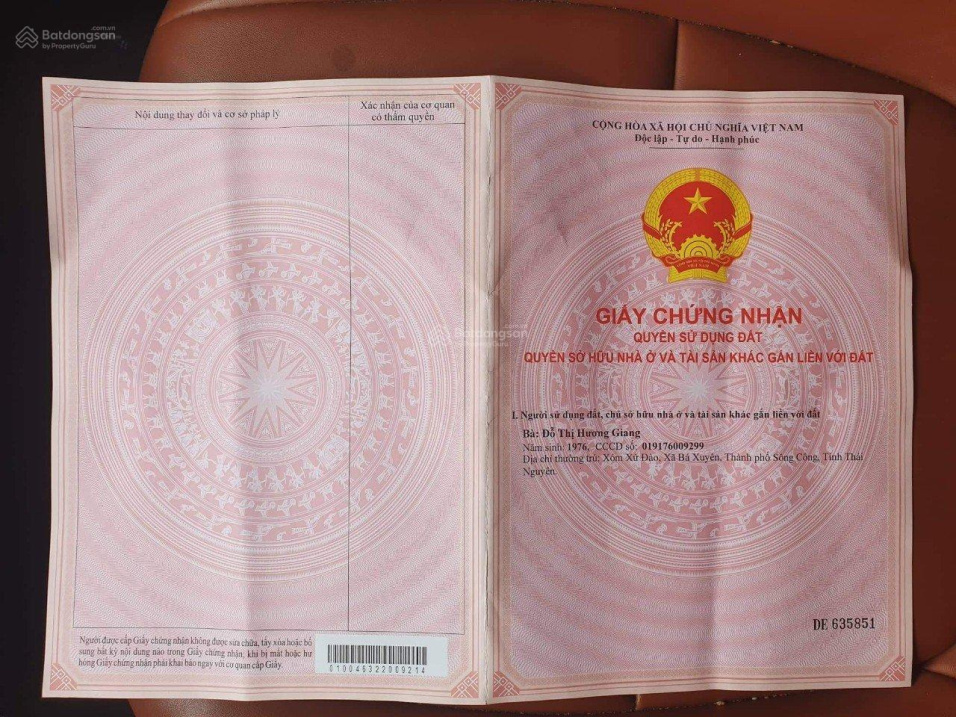 Batdongsan.com.vn
by PropertyGuru
Nội dung thay đổi và cơ sở pháp lý
Xác nhận của cơ quan
có thẩm quyền
Người được cấp Giấy chứng nhận không được sửa chữa, tẩy xóa hoặc bổ
sung bất kỳ nội dung nào trong Giấy chứng nhận; khi bị mất hoặc hư
hỏng Giấy chứng nhận phải khai báo ngay với cơ quan cấp Giấy.
010046322009214
CỘNG HÒA XÃ HỘI CHỦ NGHĨA VIỆT NAM
Độc lập - Tự do - Hạnh phúc
GIẤY CHỨNG NHẬN
QUYỀN SỬ DỤNG ĐẤT
QUYỀN SỞ HỮU NHÀ Ở VÀ TÀI SẢN KHÁC GẮN LIỀN VỚI ĐẤT
I. Người sử dụng đất, chủ sở hữu nhà ở và tài sản khác gắn liền với đất
Bà: Đỗ Thị Hương Giang
Năm sinh: 1976, CCCD số: 019176009299
Địa chỉ thường trú: Xóm Xứ Đào, Xã Bá Xuyên, Thành phố Sông Công, Tỉnh Thái
Nguyên.
DE 635851
Batdongsan.com.vn
by PropertyGuru